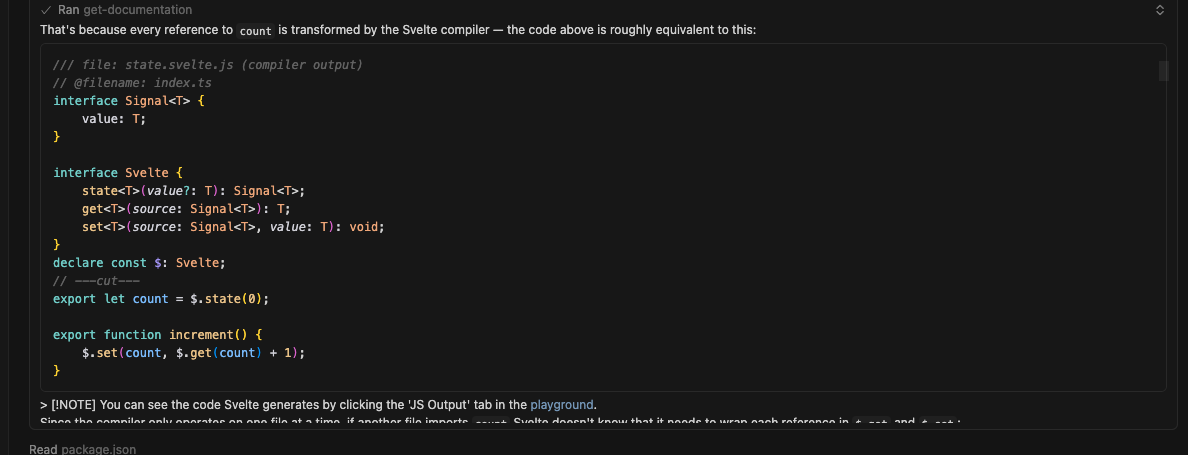 Ran get-documentation
That's because every reference to count is transformed by the Svelte compiler — the code above is roughly equivalent to this:
/// file: state.svelte.js (compiler output)
// @filename: index.ts
interface Signal<T> {
    value: T;
}

interface Svelte {
    state<T>(value?: T): Signal<T>;
    get<T>(source: Signal<T>): T;
    set<T>(source: Signal<T>, value: T): void;
}
declare const $: Svelte;
// ---cut---
export let count = $.state(0);

export function increment() {
    $.set(count, $.get(count) + 1);
}
> [!NOTE] You can see the code Svelte generates by clicking the 'JS Output' tab in the playground.
Since the compiler only operates on one file at a time, if another file imports count Svelte doesn't know that it needs to wrap each reference in $.get and $.set:
Read package.json